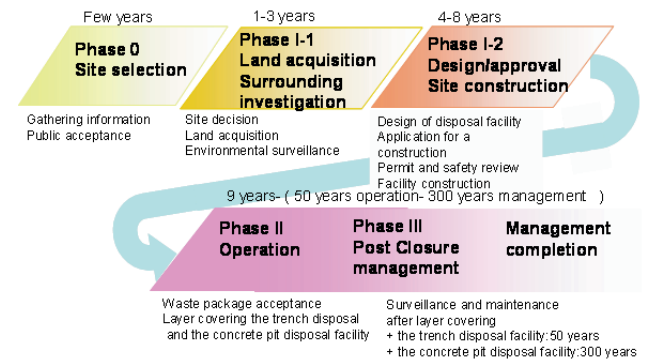 Few years
1-3 years
4-8 years
Phase 0
Site selection
Phase I-1
Land acquisition
Surrounding
investigation
Phase I-2
Design/approval
Site construction
Gathering information
Public acceptance
Site decision
Land acquisition
Environmental surveillance
Design of disposal facility
Application for a
construction
Permit and safety review
Facility construction
9 years- ( 50 years operation- 300 years management )
Phase II
Operation
Phase III
Post Closure
management
Management
completion
Waste package acceptance
Layer covering the trench disposal
and the concrete pit disposal facility
Surveillance and maintenance
after layer covering
+ the trench disposal facility:50 years
+ the concrete pit disposal facility:300 years